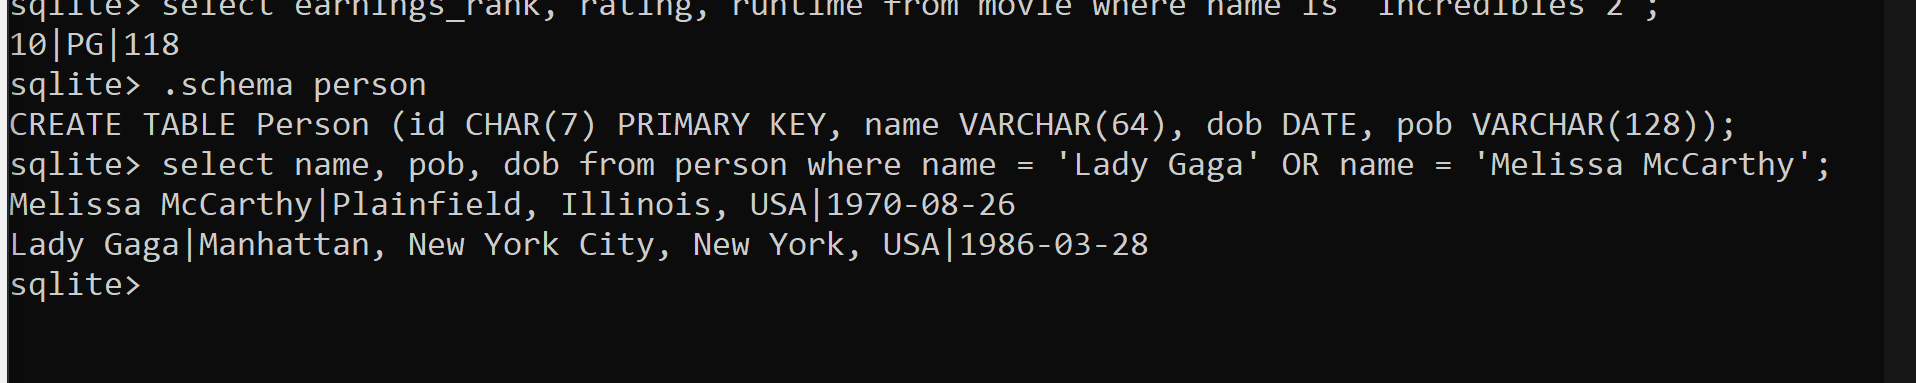 sqlite> select earnings_rank, rating, runtime from movie where name is 'Incredibles 2';
10|PG|118
sqlite> .schema person
CREATE TABLE Person (id CHAR(7) PRIMARY KEY, name VARCHAR(64), dob DATE, pob VARCHAR(128));
sqlite> select name, pob, dob from person where name = 'Lady Gaga' OR name = 'Melissa McCarthy';
Melissa McCarthy|Plainfield, Illinois, USA|1970-08-26
Lady Gaga|Manhattan, New York City, New York, USA|1986-03-28
sqlite>